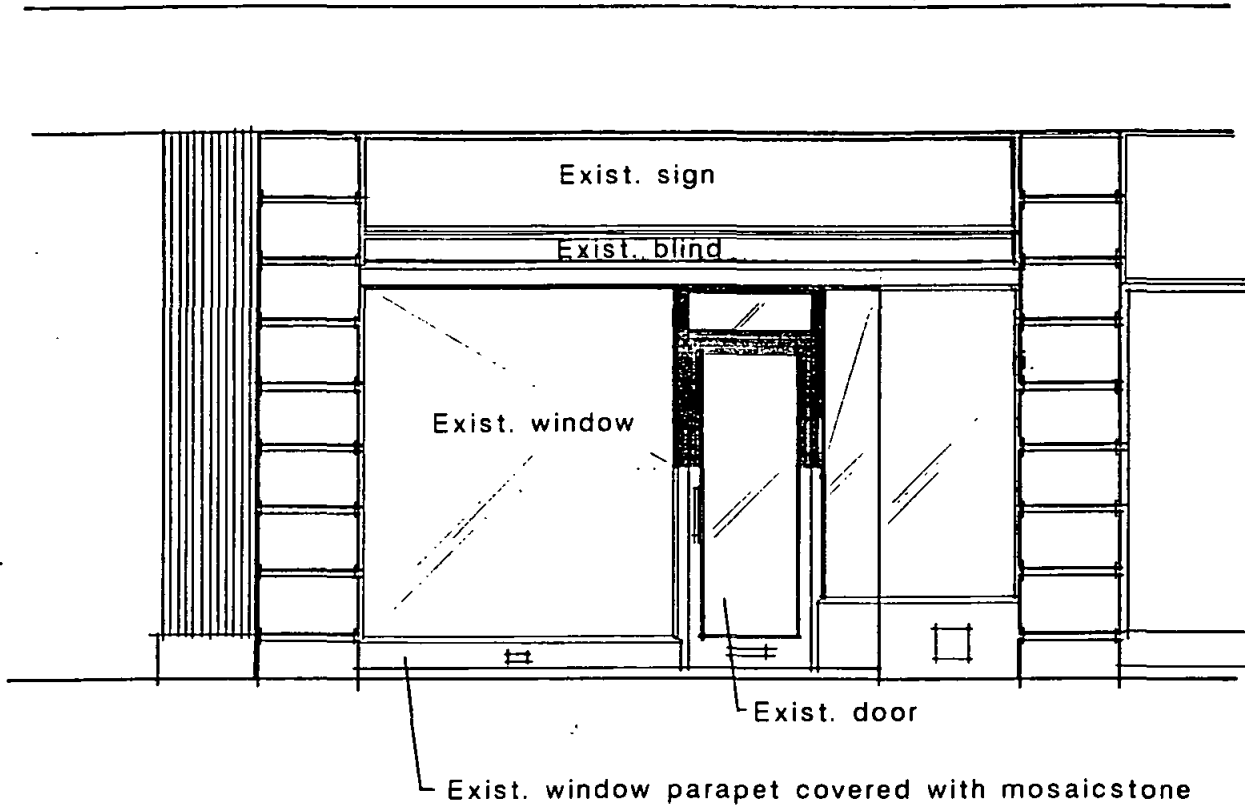 Exist. sign
Exist. blind
Exist. window
Exist. door
Exist. window parapet covered with mosaicstone